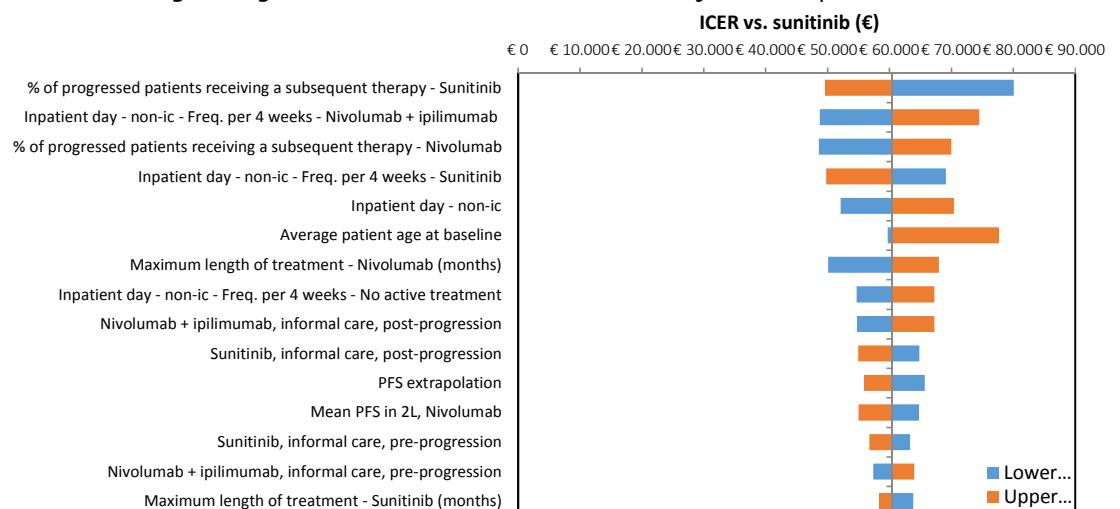 ICER vs. sunitinib (€)
€ 0 € 10.000 € 20.000 € 30.000 € 40.000 € 50.000 € 60.000 € 70.000 € 80.000 € 90.000
% of progressed patients receiving a subsequent therapy - Sunitinib
Inpatient day - non-ic - Freq. per 4 weeks - Nivolumab + ipilimumab
% of progressed patients receiving a subsequent therapy - Nivolumab
Inpatient day - non-ic - Freq. per 4 weeks - Sunitinib
Inpatient day - non-ic
Average patient age at baseline
Maximum length of treatment - Nivolumab (months)
Inpatient day - non-ic - Freq. per 4 weeks - No active treatment
Nivolumab + ipilimumab, informal care, post-progression
Sunitinib, informal care, post-progression
PFS extrapolation
Mean PFS in 2L, Nivolumab
Sunitinib, informal care, pre-progression
Nivolumab + ipilimumab, informal care, pre-progression
Maximum length of treatment - Sunitinib (months)
Lower...
Upper...